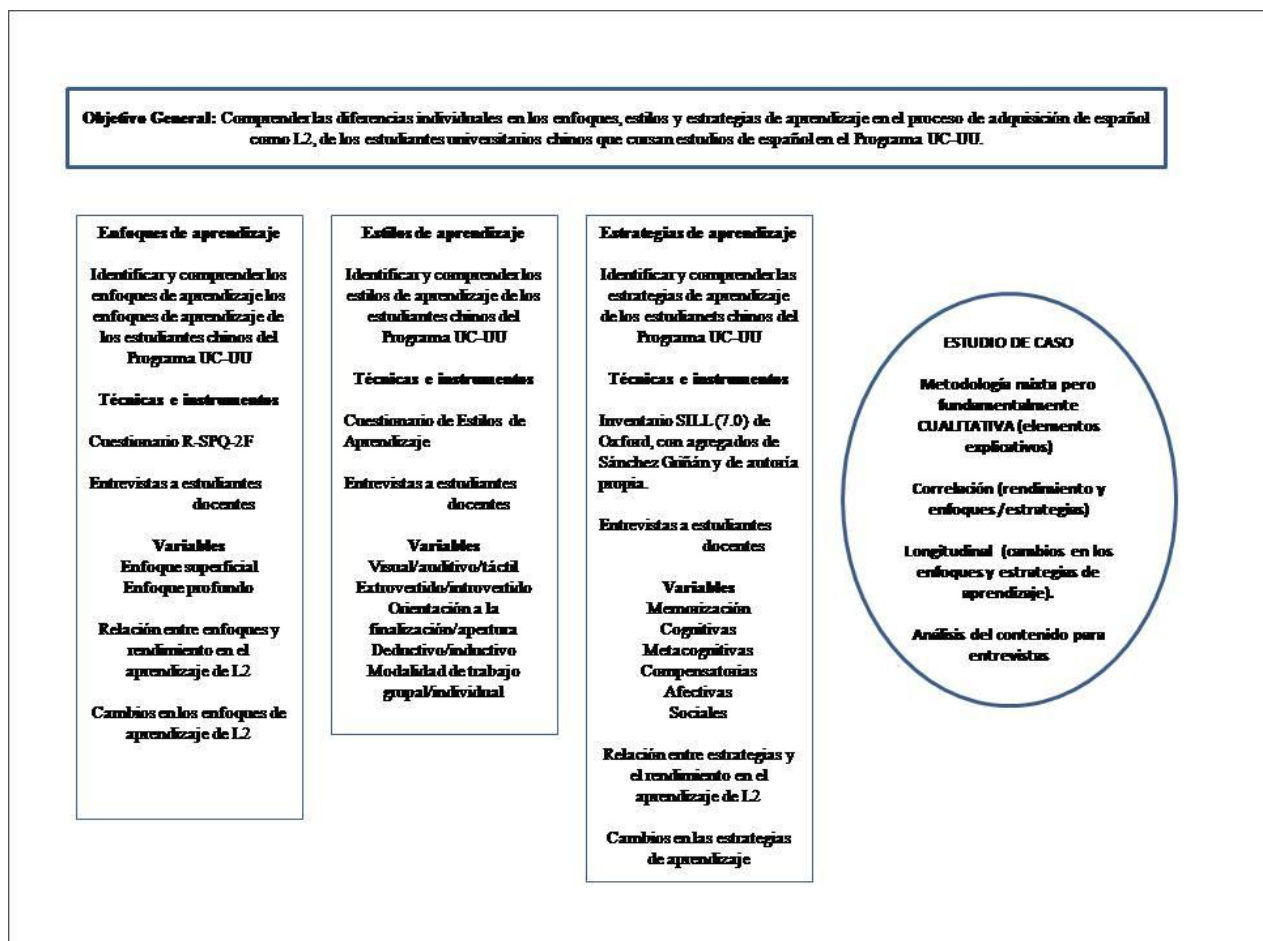 Objetivo General: Comprender las diferencias individuales en los enfoques, estilos y estrategias de aprendizaje en el proceso de adquisición de español
como L2, de los estudiantes universitarios chinos que cursan estudios de español en el Programa UC-UU.
Enfoques de aprendizaje
Identificar y comprender los
enfoques de aprendizaje los
enfoques de aprendizaje de
los estudiantes chinos del
Programa UC-UU
Técnicas e instrumentos
Cuestionario R-SPQ-2F
Entrevistas a estudiantes
docentes
Variables
Enfoque superficial
Enfoque profundo
Relación entre enfoques y
rendimiento en el
aprendizaje de L2
Cambios en los enfoques de
aprendizaje de L2
Estilos de aprendizaje
Identificar y comprender los
estilos de aprendizaje de los
estudiantes chinos del
Programa UC-UU
Técnicas e instrumentos
Cuestionario de Estilos de
Aprendizaje
Entrevistas a estudiantes
docentes
Variables
Visual/auditivo/táctil
Extrovertido/introvertido
Orientación a la
finalización/apertura
Deductivo/inductivo
Modalidad de trabajo
grupal/individual
Estrategias de aprendizaje
Identificar y comprender las
estrategias de aprendizaje
de los estudianets chinos del
Programa UC-UU
Técnicas e instrumentos
Inventario SILL (7.0) de
Oxford, con agregados de
Sánchez Griñán y de autoría
propia.
Entrevistas a estudiantes
docentes
Variables
Memorización
Cognitivas
Metacognitivas
Compensatorias
Afectivas
Sociales
Relación entre estrategias y
el rendimiento en el
aprendizaje de L2
Cambios en las estrategias
de aprendizaje
ESTUDIO DE CASO
Metodología mixta pero
fundamentalmente
CUALITATIVA (elementos
explicativos)
Correlación (rendimiento y
enfoques/estrategias)
Longitudinal (cambios en los
enfoques y estrategias de
aprendizaje).
Análisis del contenido para
entrevistas